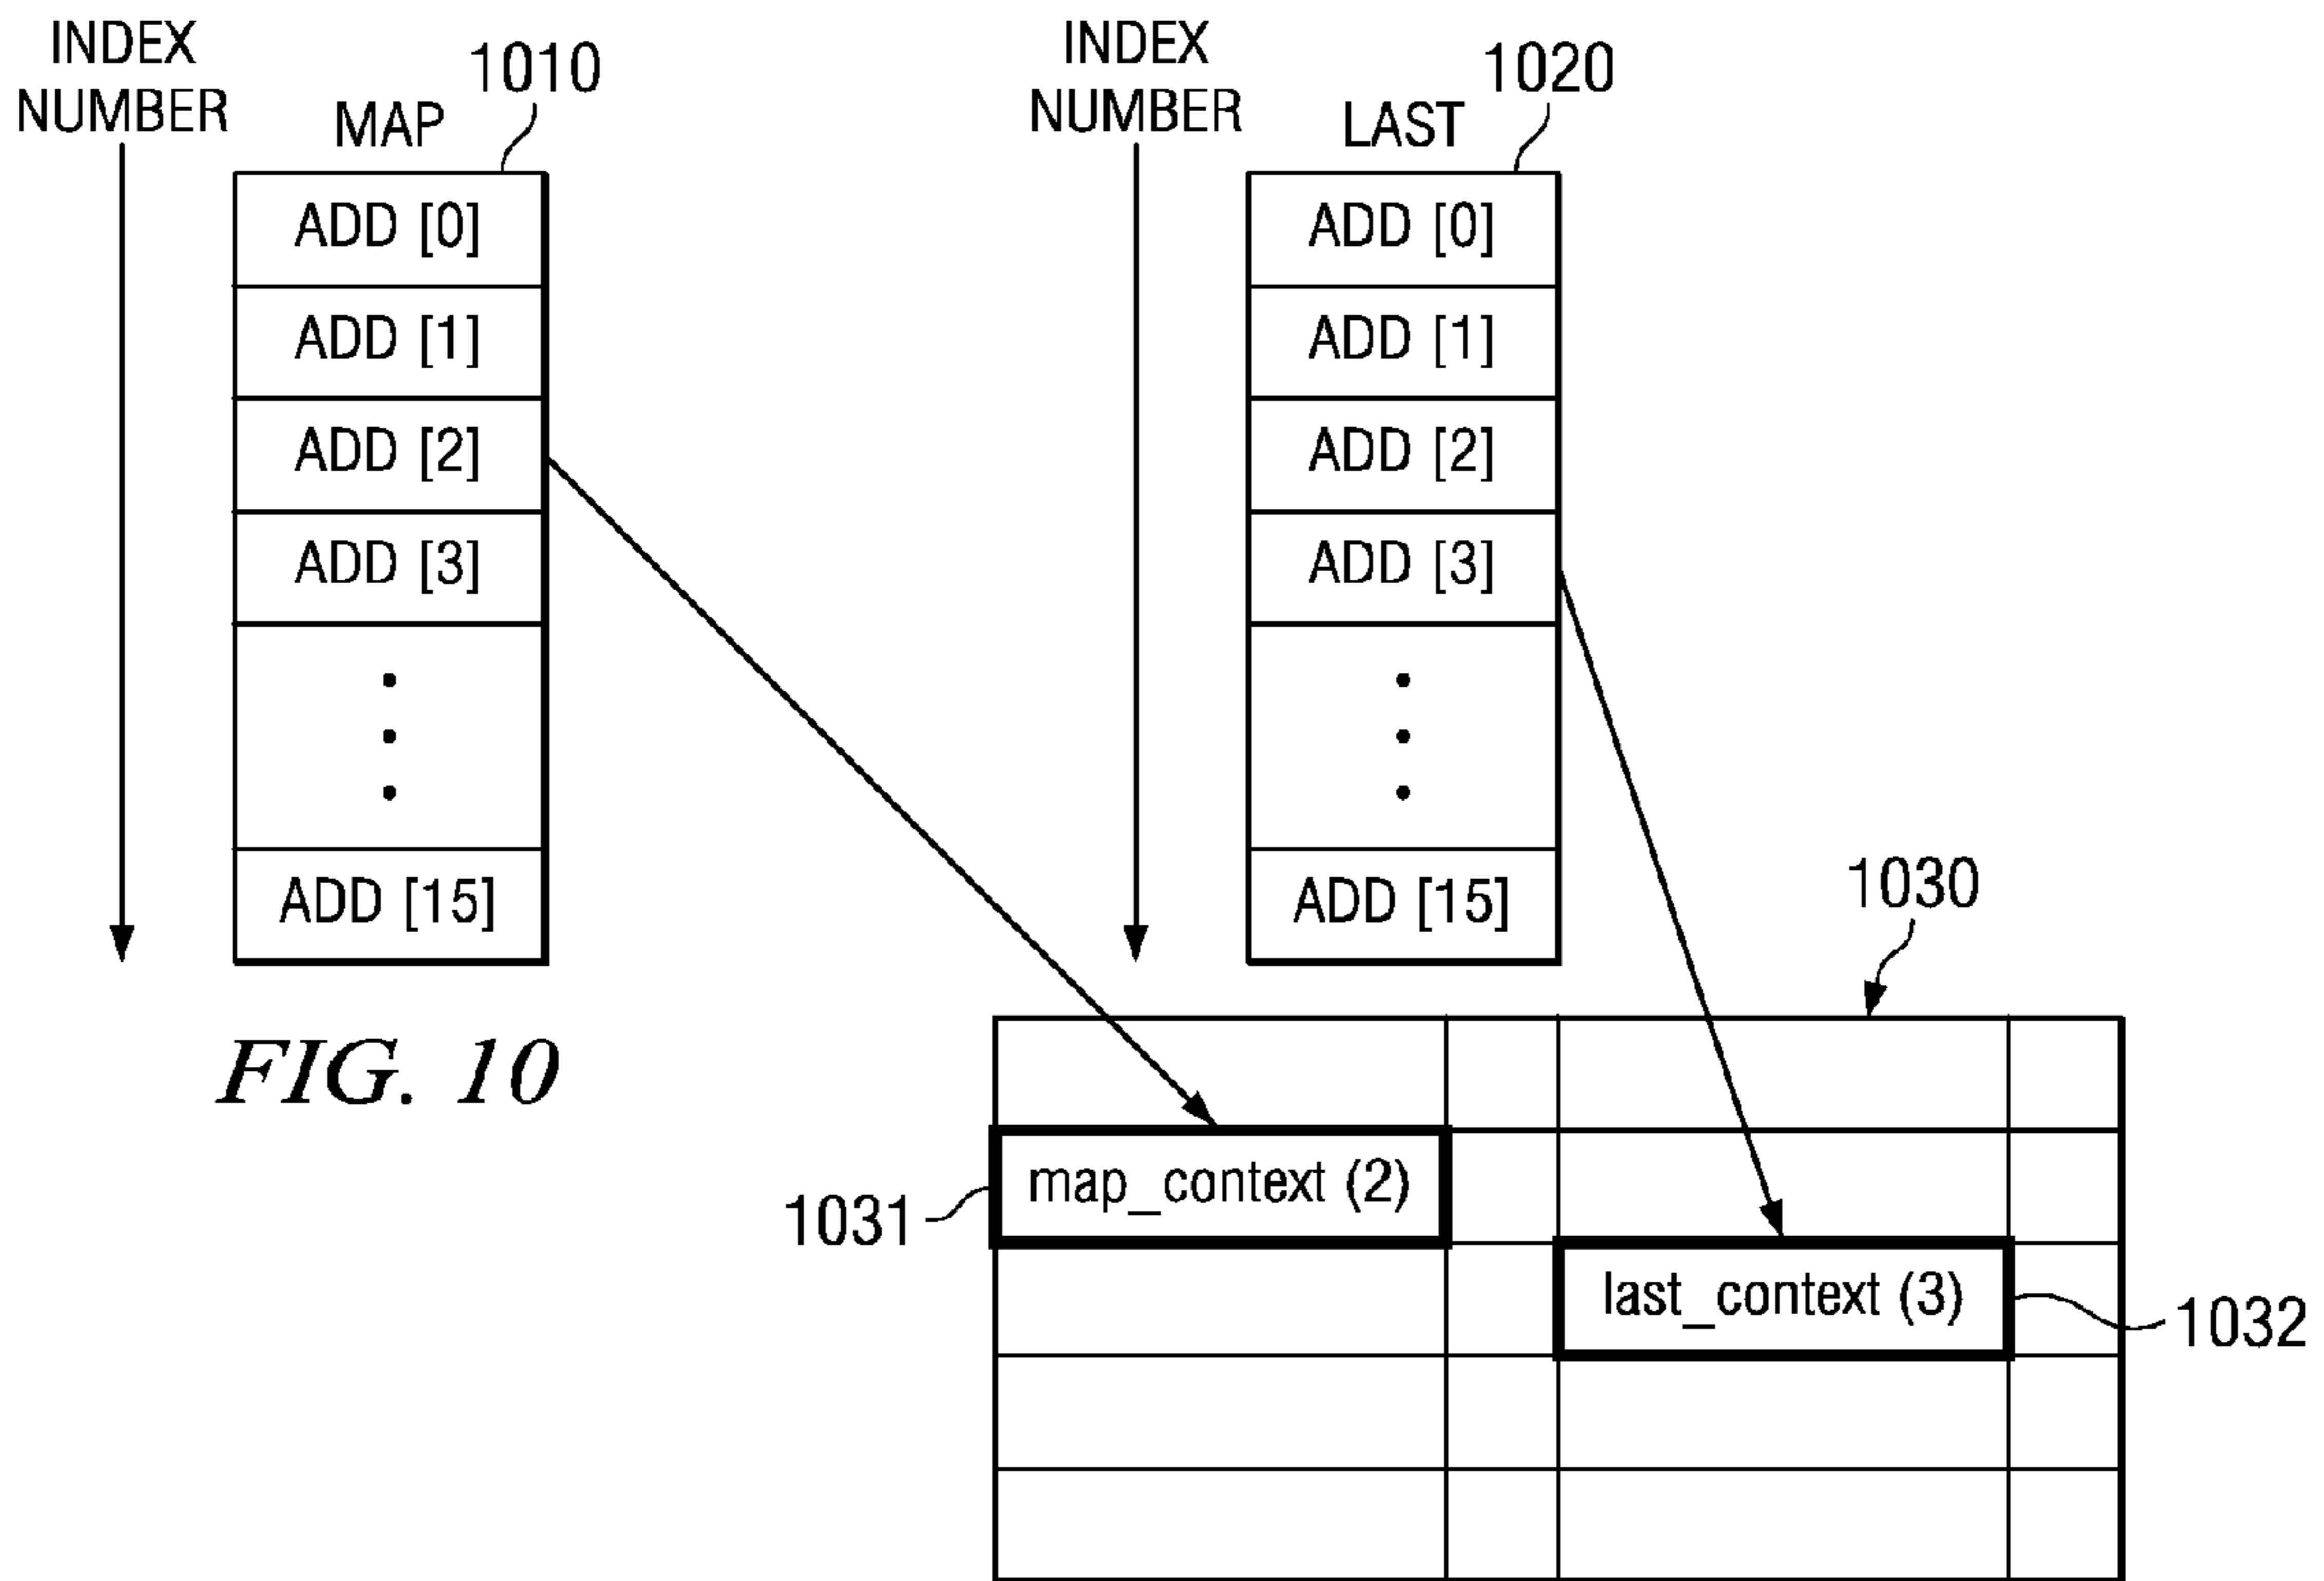 INDEX
NUMBER
MAP
1010
ADD [0]
ADD [1]
ADD [2]
ADD [3]
ADD [15]
FIG. 10
INDEX
NUMBER
LAST
1020
ADD [0]
ADD [1]
ADD [2]
ADD [3]
ADD [15]
1030
map_context (2)
1031
last_context (3)
1032